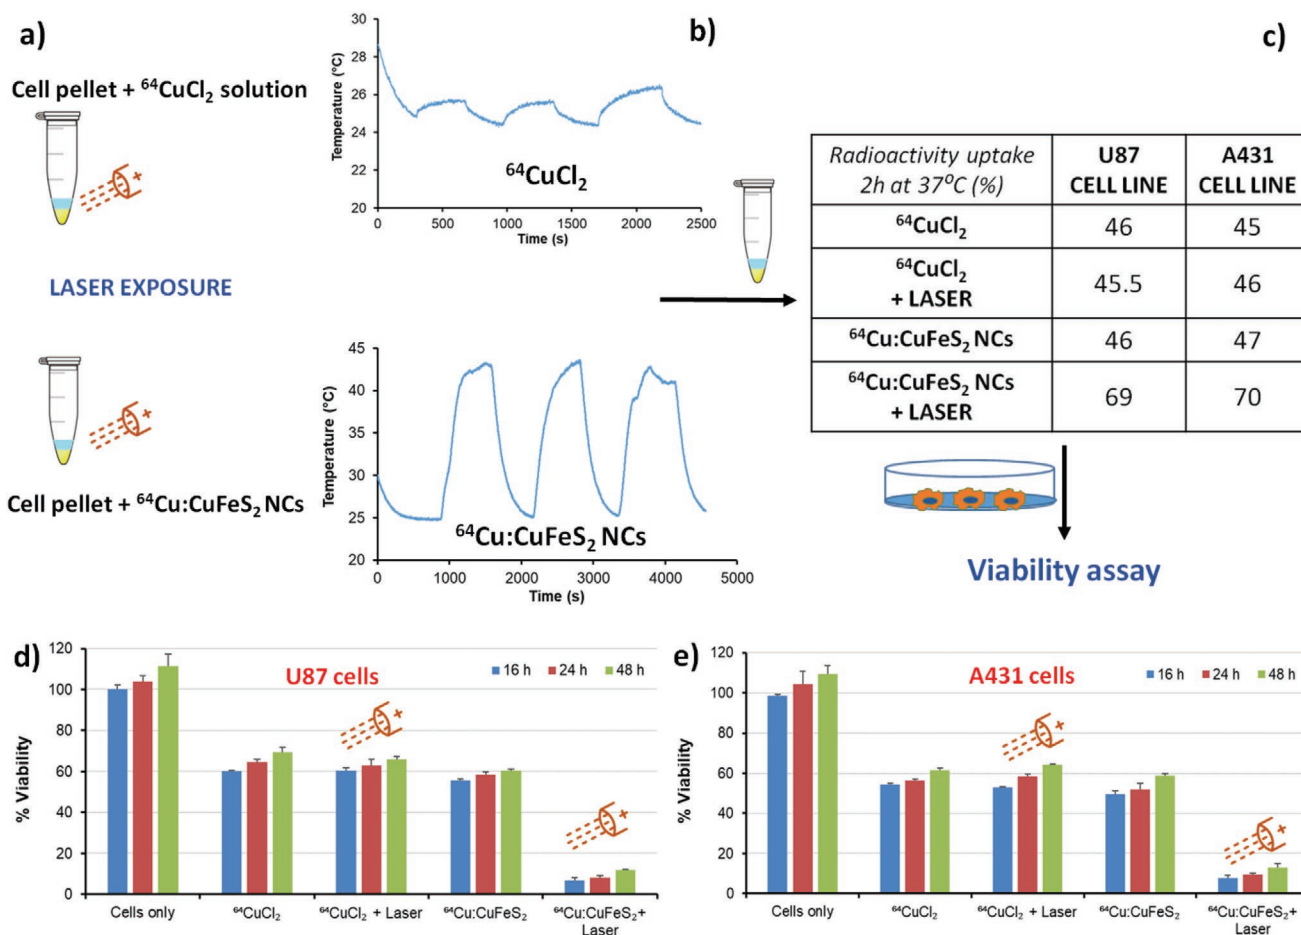 a)
Cell pellet + ⁶⁴CuCl₂ solution
LASER EXPOSURE
Cell pellet + ⁶⁴Cu:CuFeS₂ NCs
b)
Temperature (°C)
30
28
26
24
22
20
0 500 1000 1500 2000 2500
Time (s)
⁶⁴CuCl₂
Temperature (°C)
45
40
35
30
25
20
0 1000 2000 3000 4000 5000
Time (s)
⁶⁴Cu:CuFeS₂ NCs
c)
Radioactivity uptake 2h at 37°C (%) U87 CELL LINE A431 CELL LINE
⁶⁴CuCl₂ 46 45
⁶⁴CuCl₂ + LASER 45.5 46
⁶⁴Cu:CuFeS₂ NCs 46 47
⁶⁴Cu:CuFeS₂ NCs + LASER 69 70
Viability assay
d)
U87 cells
16 h 24 h 48 h
% Viability
120
100
80
60
40
20
0
Cells only ⁶⁴CuCl₂ ⁶⁴CuCl₂ + Laser ⁶⁴Cu:CuFeS₂ ⁶⁴Cu:CuFeS₂+ Laser
e)
A431 cells
16 h 24 h 48 h
% Viability
120
100
80
60
40
20
0
Cells only ⁶⁴CuCl₂ ⁶⁴CuCl₂ + Laser ⁶⁴Cu:CuFeS₂ ⁶⁴Cu:CuFeS₂+ Laser